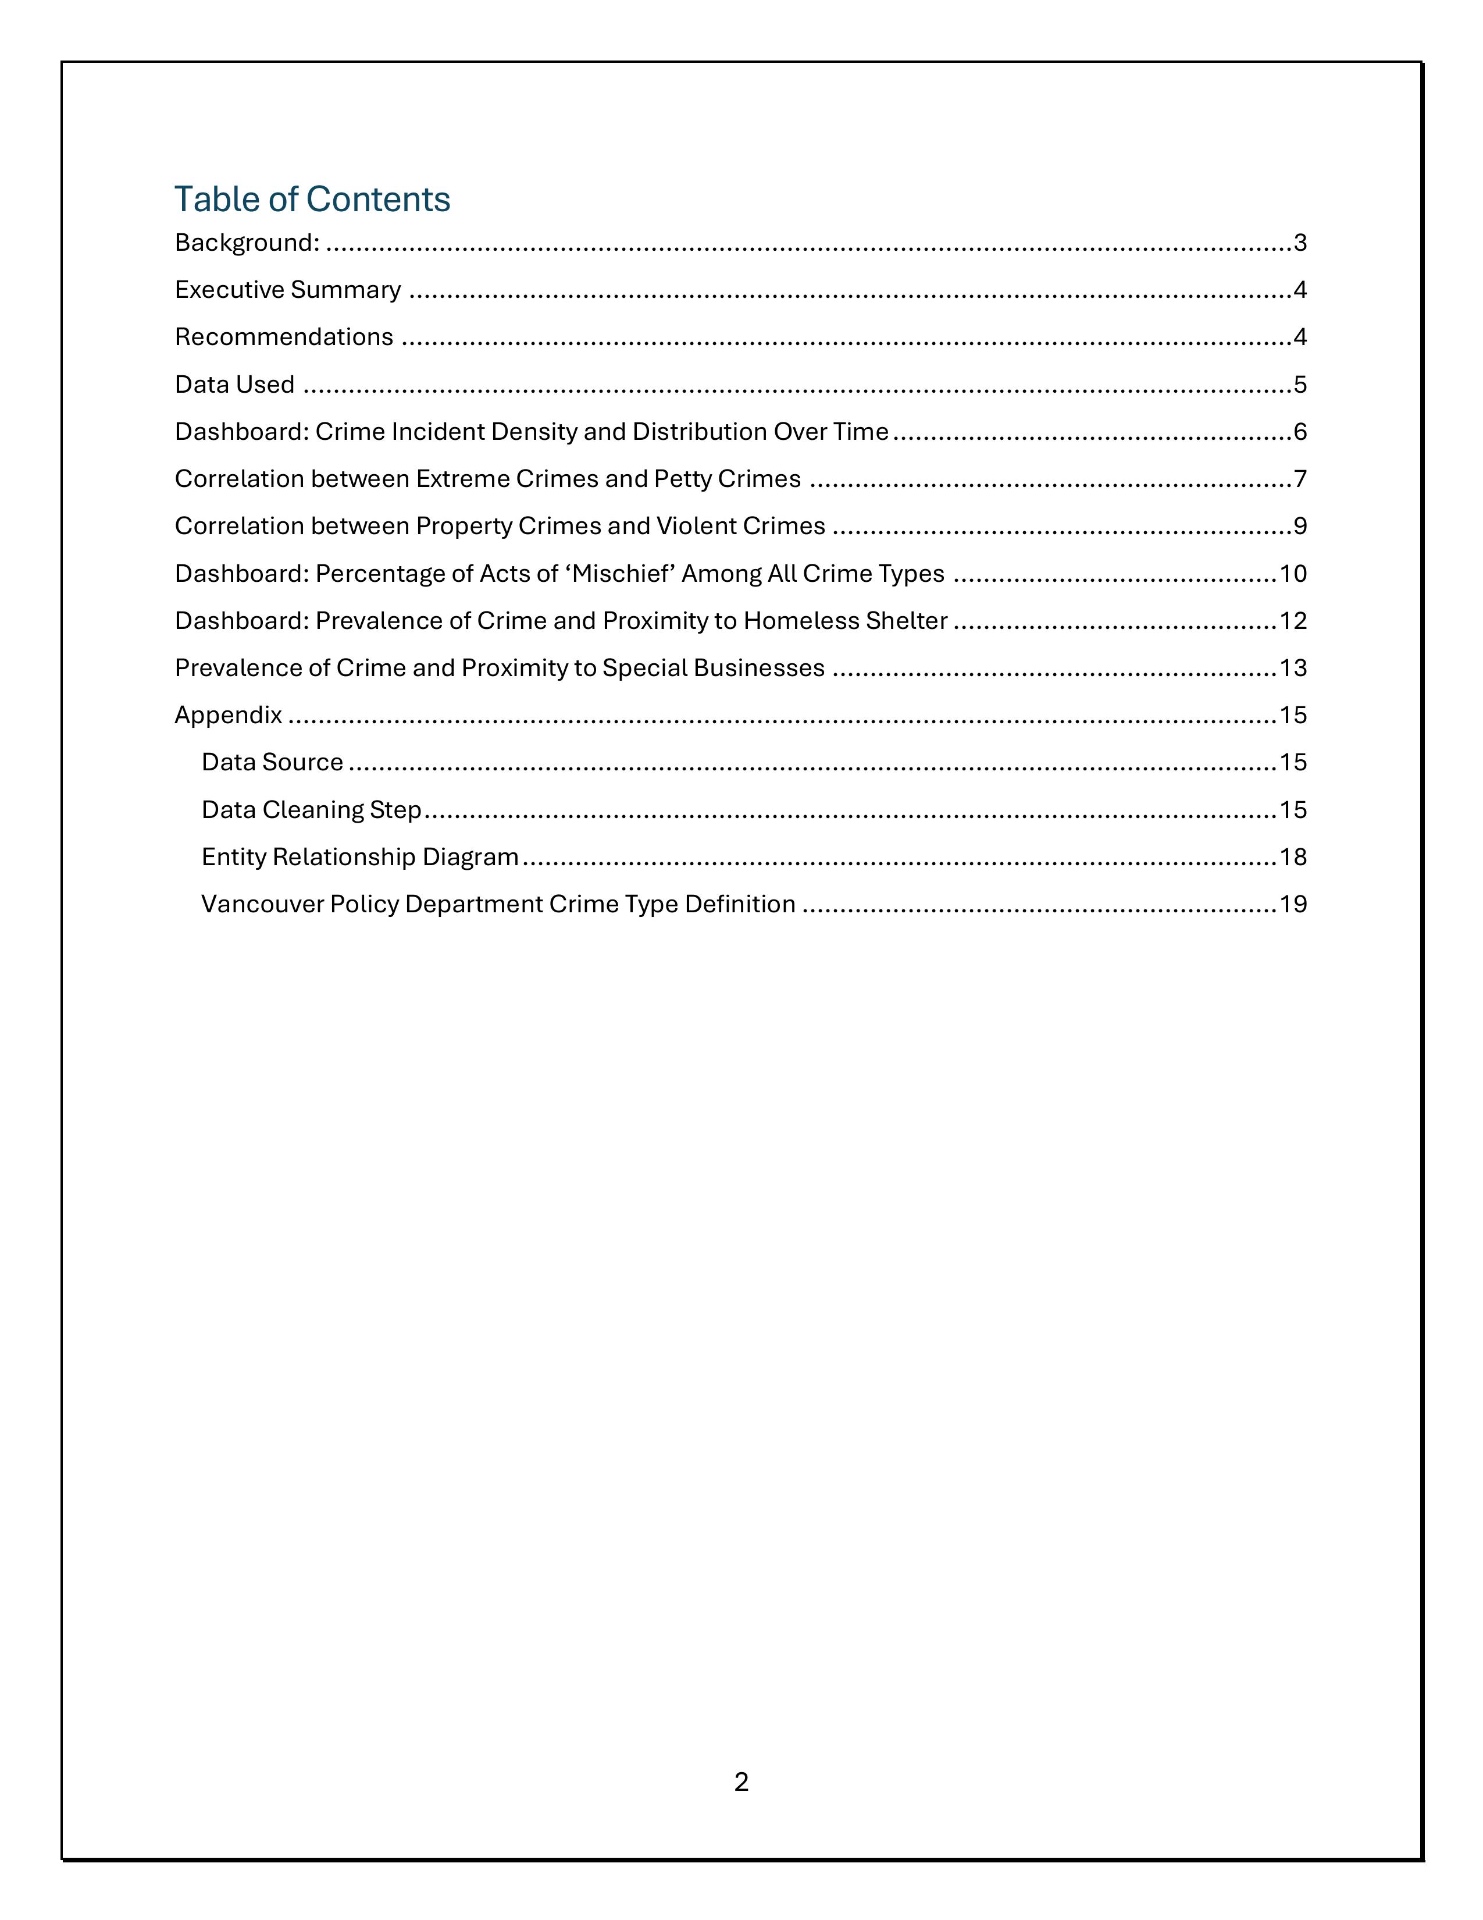 Table of Contents
Background: ................................................................................................................................3
Executive Summary .....................................................................................................................4
Recommendations ......................................................................................................................4
Data Used ...................................................................................................................................5
Dashboard: Crime Incident Density and Distribution Over Time.....................................................6
Correlation between Extreme Crimes and Petty Crimes ................................................................7
Correlation between Property Crimes and Violent Crimes .............................................................9
Dashboard: Percentage of Acts of ‘Mischief’ Among All Crime Types ...........................................10
Dashboard: Prevalence of Crime and Proximity to Homeless Shelter ...........................................12
Prevalence of Crime and Proximity to Special Businesses ...........................................................13
Appendix ...................................................................................................................................15
Data Source ...........................................................................................................................15
Data Cleaning Step.................................................................................................................15
Entity Relationship Diagram....................................................................................................18
Vancouver Policy Department Crime Type Definition ...............................................................19
2